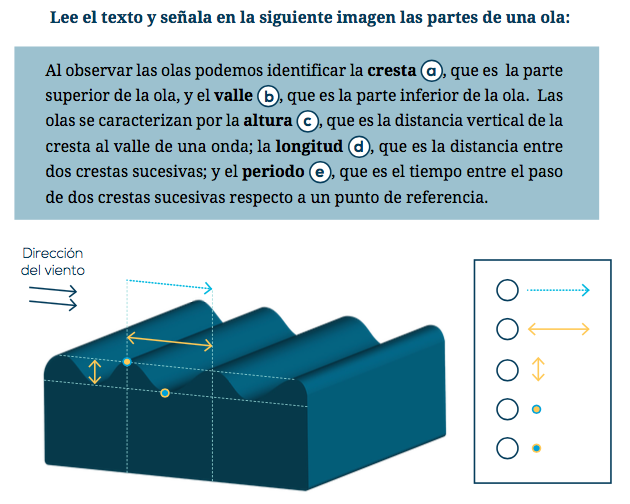 Lee el texto y señala en la siguiente imagen las partes de una ola:
Al observar las olas podemos identificar la cresta a, que es la parte
superior de la ola, y el valle b, que es la parte inferior de la ola. Las
olas se caracterizan por la altura c, que es la distancia vertical de la
cresta al valle de una onda; la longitud d, que es la distancia entre
dos crestas sucesivas; y el periodo e, que es el tiempo entre el paso
de dos crestas sucesivas respecto a un punto de referencia.
Dirección
del viento